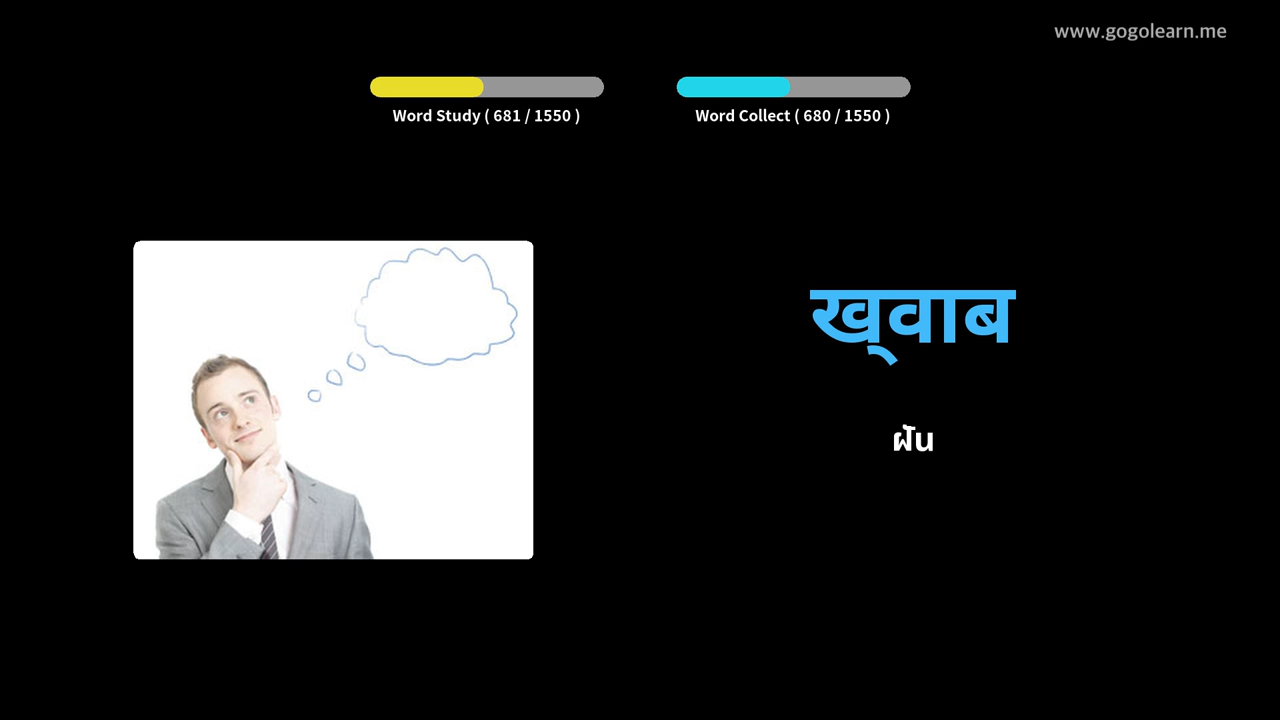 www.gogolearn.me
Word Study ( 681 / 1550 )
Word Collect ( 680 / 1550 )
ख्‌वाब
ฝัน